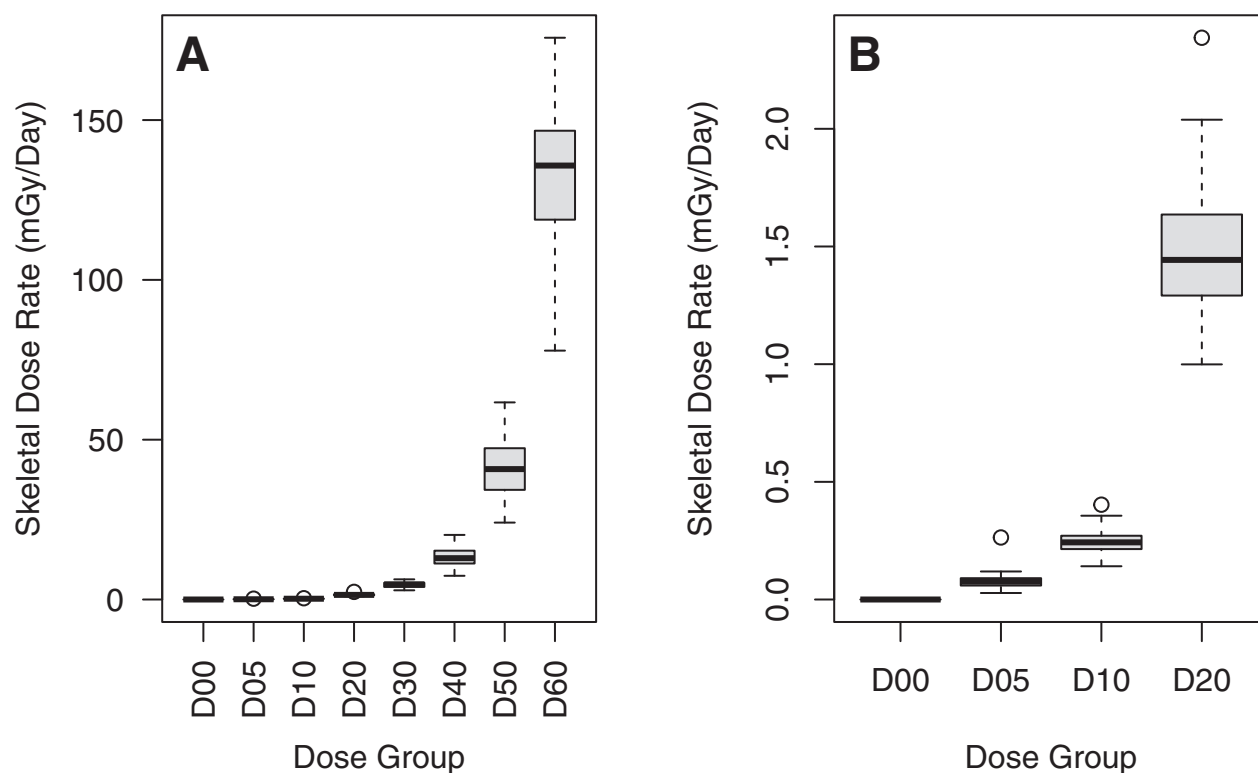 A
Skeletal Dose Rate (mGy/Day)
150
100
50
0
D00 D05 D10 D20 D30 D40 D50 D60
Dose Group
B
Skeletal Dose Rate (mGy/Day)
2.0
1.5
1.0
0.5
0.0
D00 D05 D10 D20
Dose Group